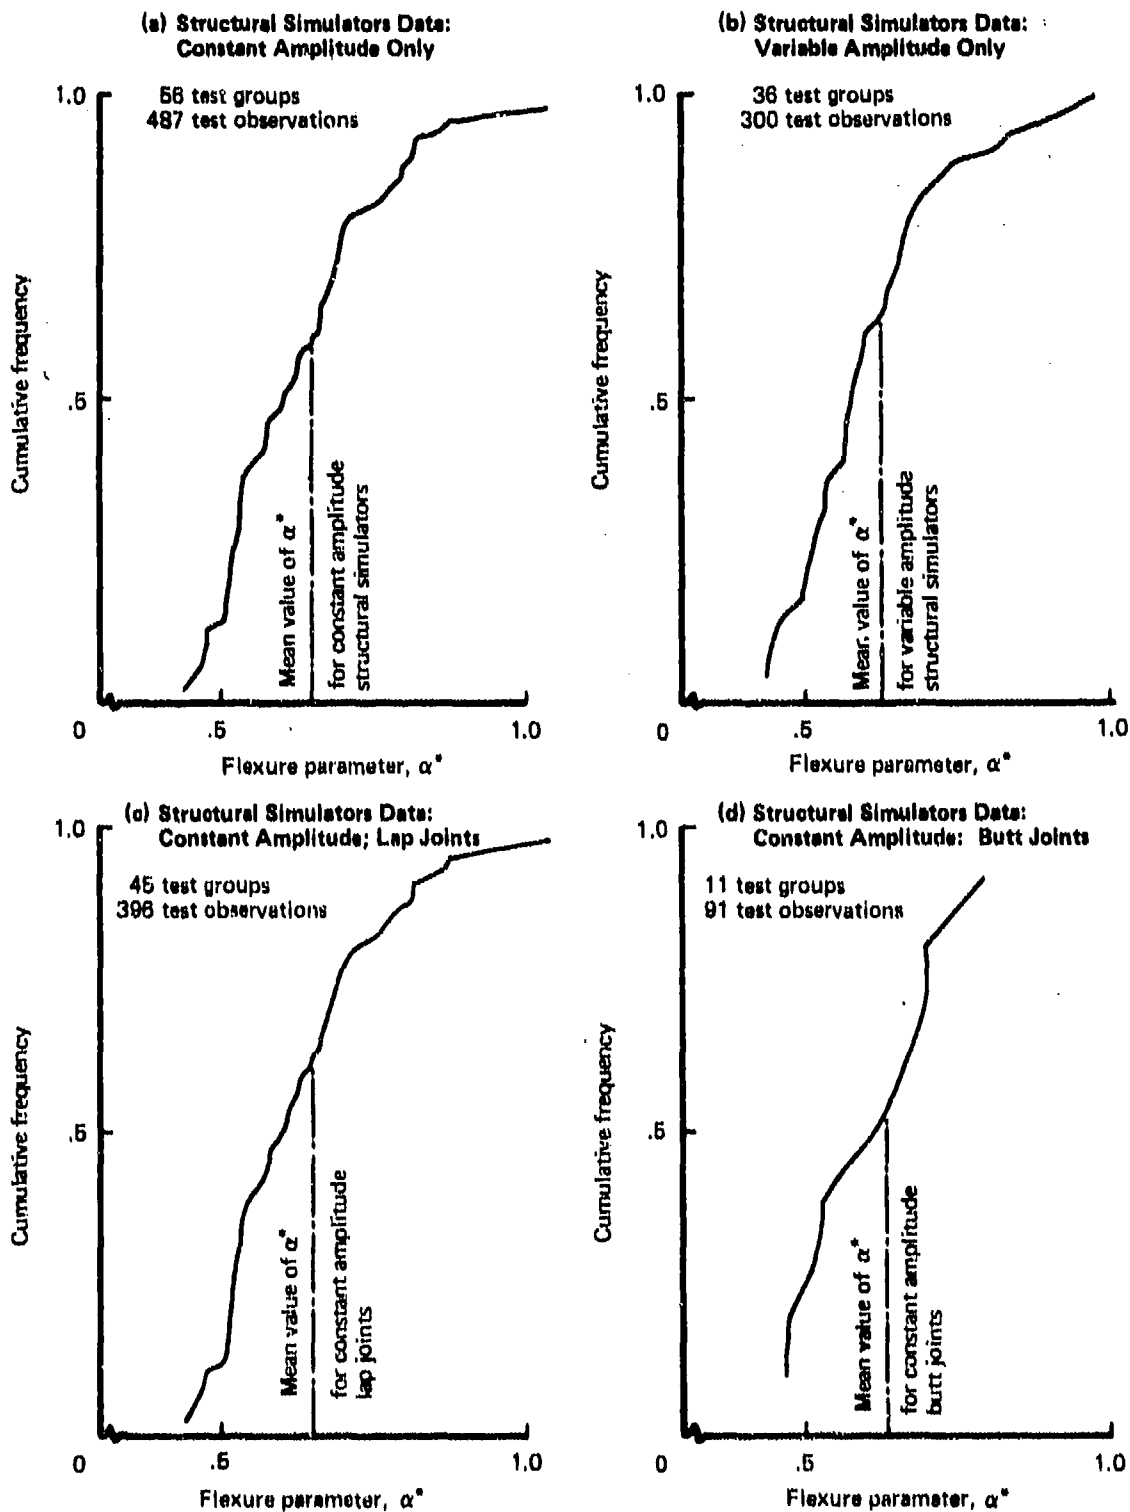 (a) Structural Simulators Data:
Constant Amplitude Only
56 test groups
487 test observations
1.0
.5
Cumulative frequency
Mean value of α*
for constant amplitude
structural simulators
0
.5
1.0
Flexure parameter, α*
(b) Structural Simulators Data:
Variable Amplitude Only
36 test groups
300 test observations
1.0
.5
Cumulative frequency
Mean value of α*
for variable amplitude
structural simulators
0
.5
1.0
Flexure parameter, α*
(c) Structural Simulators Data:
Constant Amplitude; Lap Joints
45 test groups
396 test observations
1.0
.5
Cumulative frequency
Mean value of α*
for constant amplitude
lap joints
0
.5
1.0
Flexure parameter, α*
(d) Structural Simulators Data:
Constant Amplitude: Butt Joints
11 test groups
91 test observations
1.0
.5
Cumulative frequency
Mean value of α*
for constant amplitude
butt joints
0
.5
1.0
Flexure parameter, α*